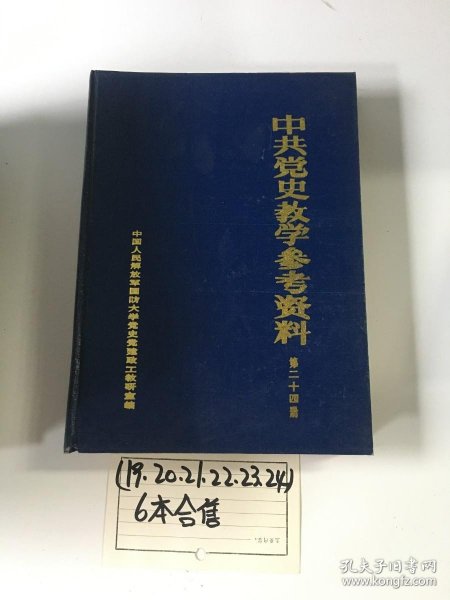 中共党史教学参考资料
第二十四册
中国人民解放军国防大学党史党建政工教研室编
(19.20.21.22.23.24)
6本合售
孔夫子旧书网
www.kongfz.com